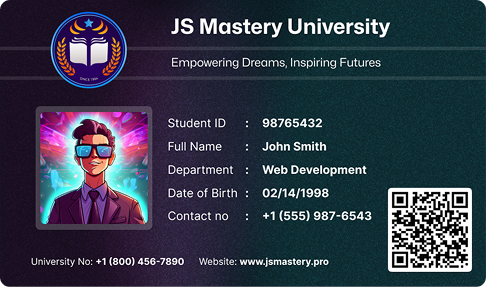 JS Mastery University
Empowering Dreams, Inspiring Futures
SINCE 1990
Student ID : 98765432
Full Name : John Smith
Department : Web Development
Date of Birth : 02/14/1998
Contact no : +1 (555) 987-6543
University No: +1 (800) 456-7890 Website: www.jsmastery.pro